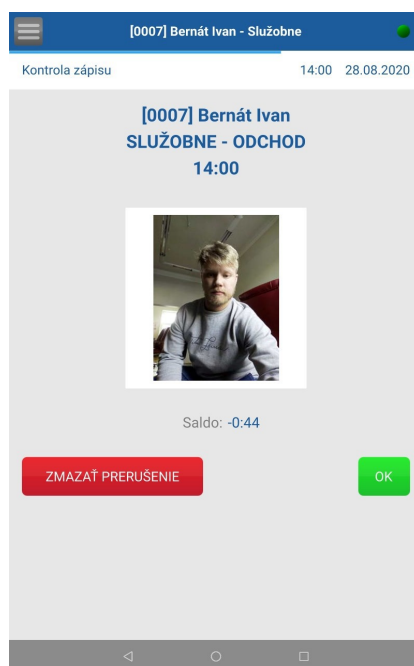 [0007] Bernát Ivan - Služobne
Kontrola zápisu 14:00 28.08.2020
[0007] Bernát Ivan
SLUŽOBNE - ODCHOD
14:00
Saldo: -0:44
ZMAZAŤ PRERUŠENIE OK